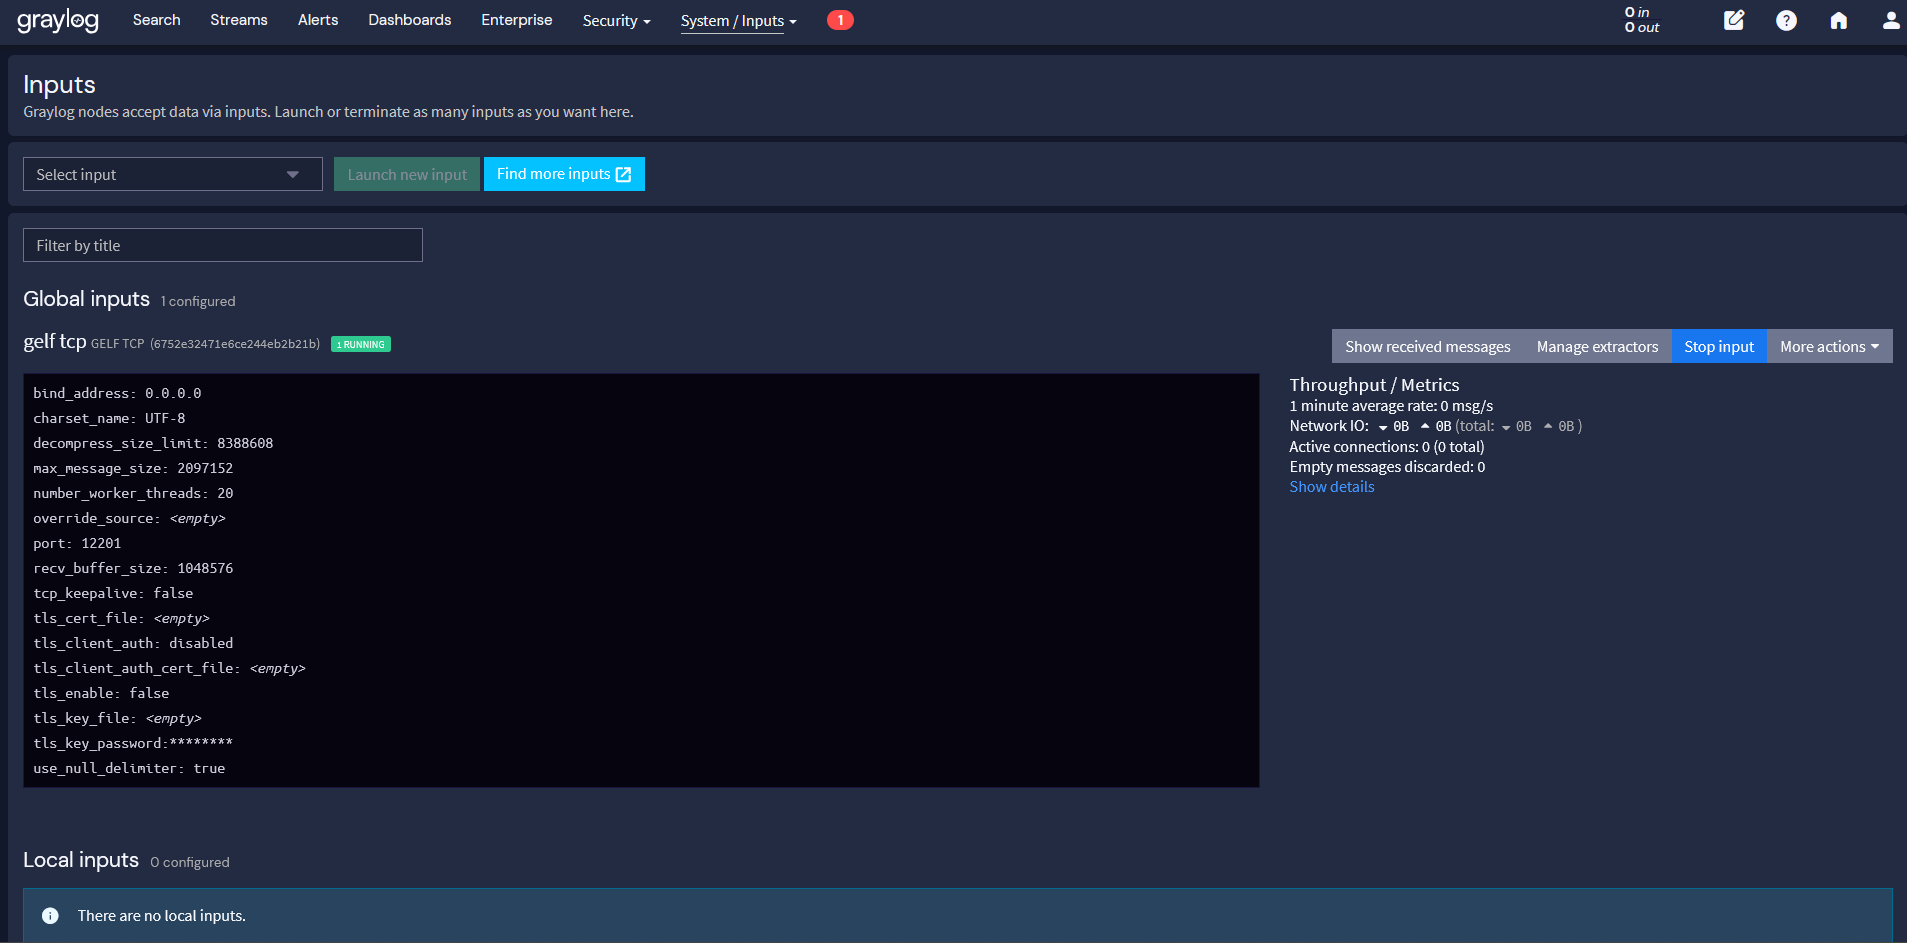 graylog Search Streams Alerts Dashboards Enterprise Security System / Inputs 1 0 in
0 out
Inputs
Graylog nodes accept data via inputs. Launch or terminate as many inputs as you want here.
Select input Launch new input Find more inputs
Filter by title
Global inputs 1 configured
gelf tcp GELF TCP (6752e32471e6ce244eb2b21b) 1 RUNNING
Show received messages Manage extractors Stop input More actions
bind_address: 0.0.0.0
charset_name: UTF-8
decompress_size_limit: 8388608
max_message_size: 2097152
number_worker_threads: 20
override_source: <empty>
port: 12201
recv_buffer_size: 1048576
tcp_keepalive: false
tls_cert_file: <empty>
tls_client_auth: disabled
tls_client_auth_cert_file: <empty>
tls_enable: false
tls_key_file: <empty>
tls_key_password:********
use_null_delimiter: true
Throughput / Metrics
1 minute average rate: 0 msg/s
Network IO: 0B 0B (total: 0B 0B )
Active connections: 0 (0 total)
Empty messages discarded: 0
Show details
Local inputs 0 configured
There are no local inputs.